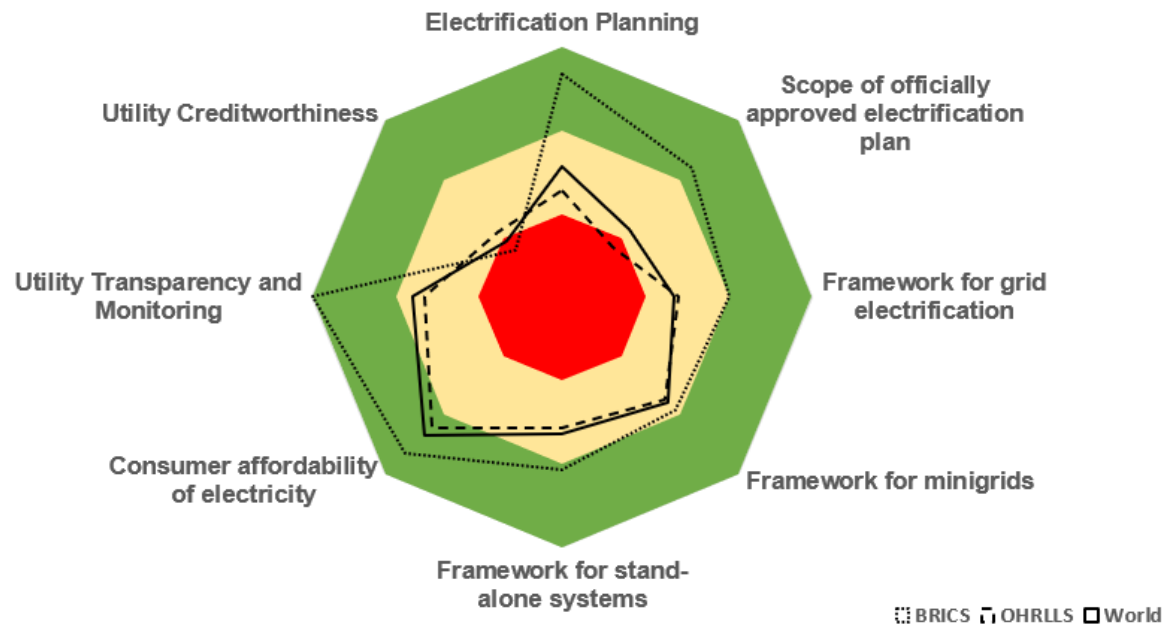 Electrification Planning
Scope of officially
approved electrification
plan
Utility Creditworthiness
Utility Transparency and
Monitoring
Framework for grid
electrification
Consumer affordability
of electricity
Framework for minigrids
Framework for stand-
alone systems
BRICS OHRLLS World